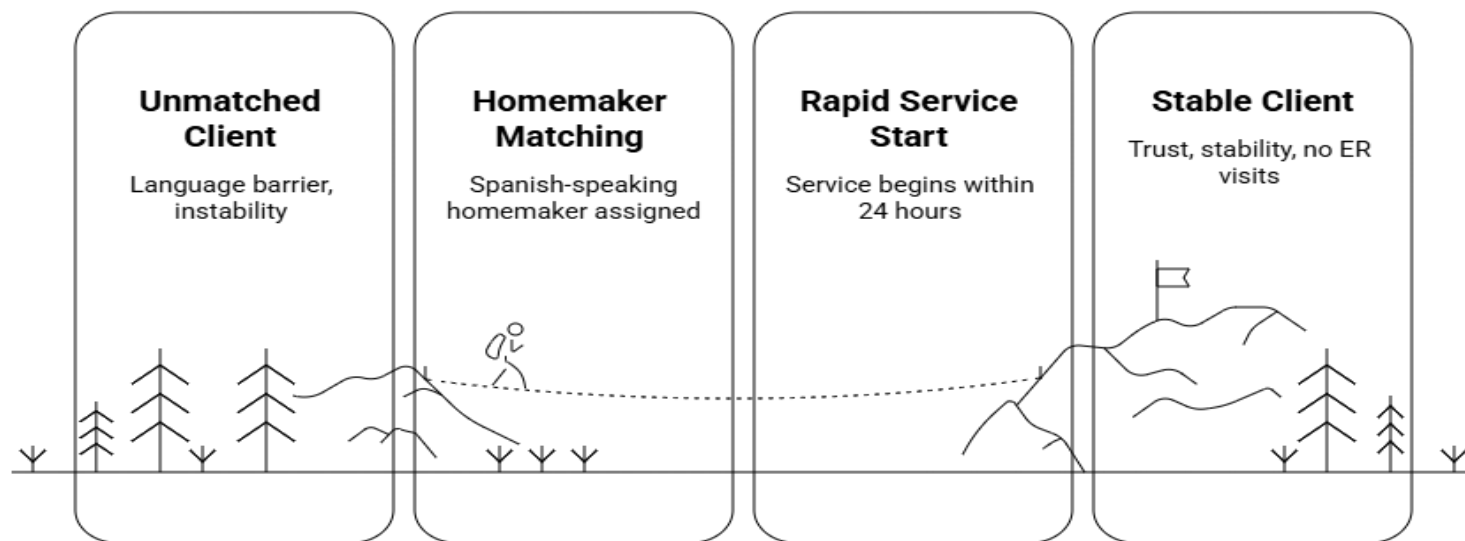 Unmatched
Client
Language barrier,
instability
Homemaker
Matching
Spanish-speaking
homemaker assigned
Rapid Service
Start
Service begins within
24 hours
Stable Client
Trust, stability, no ER
visits